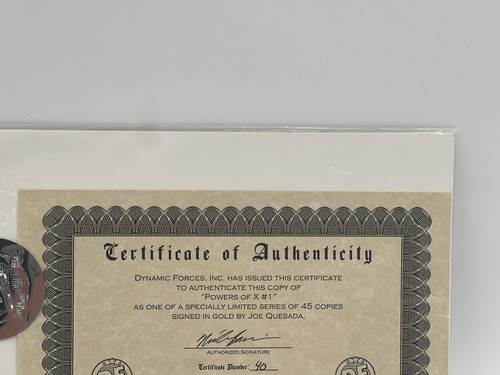 Certificate of Authenticity
Dynamic Forces, Inc. has issued this certificate
to authenticate this copy of
"Powers of X #1"
as one of a specially limited series of 45 copies
signed in gold by Joe Quesada.
Authorized Signature
Certificate Number: 40
DF